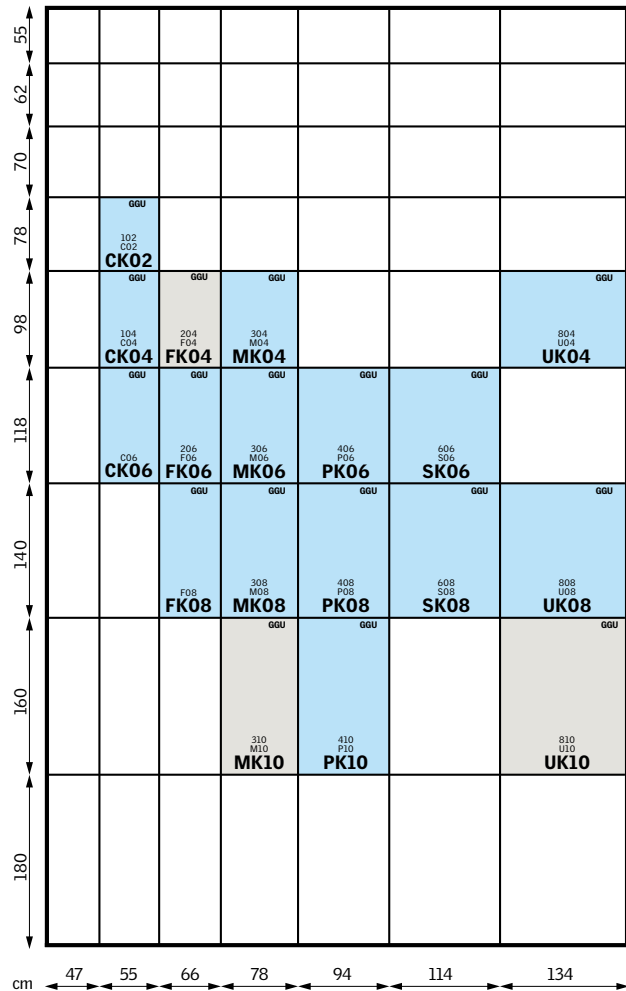 55
62
70
78
GGU
102
C02
CK02
98
GGU
104
C04
CK04
GGU
204
F04
FK04
GGU
304
M04
MK04
GGU
804
U04
UK04
118
GGU
C06
CK06
GGU
206
F06
FK06
GGU
306
M06
MK06
GGU
406
P06
PK06
GGU
606
S06
SK06
140
GGU
F08
FK08
GGU
308
M08
MK08
GGU
408
P08
PK08
GGU
608
S08
SK08
GGU
808
U08
UK08
160
GGU
310
M10
MK10
GGU
410
P10
PK10
GGU
810
U10
UK10
180
cm 47 55 66 78 94 114 134